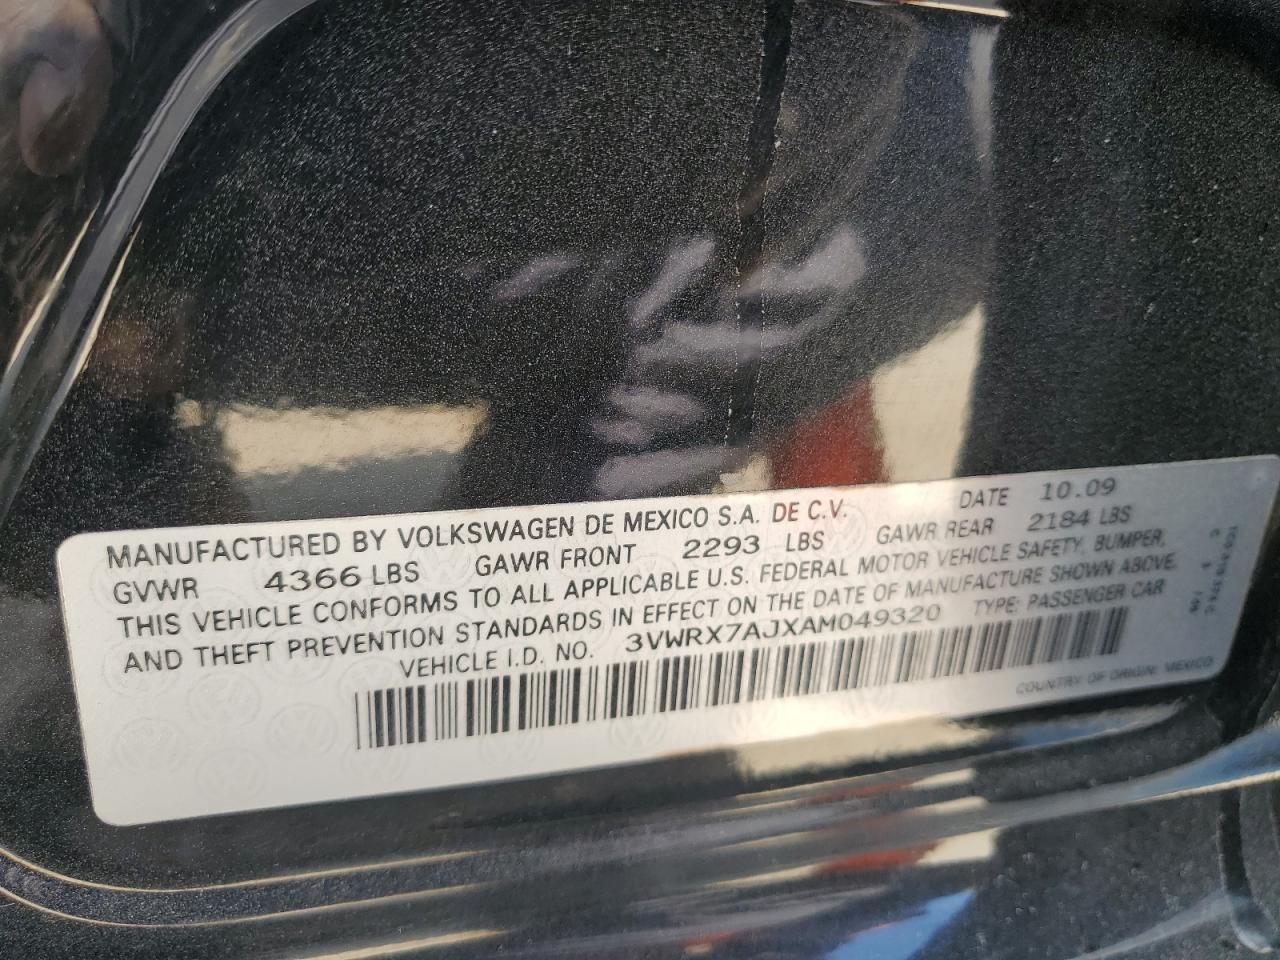 MANUFACTURED BY VOLKSWAGEN DE MEXICO S.A. DE C.V. DATE 10.09
GVWR 4366 LBS GAWR FRONT 2293 LBS GAWR REAR 2184 LBS
THIS VEHICLE CONFORMS TO ALL APPLICABLE U.S. FEDERAL MOTOR VEHICLE SAFETY, BUMPER,
AND THEFT PREVENTION STANDARDS IN EFFECT ON THE DATE OF MANUFACTURE SHOWN ABOVE.
VEHICLE I.D. NO. 3VWRX7AJXAM049320 TYPE: PASSENGER CAR
COUNTRY OF ORIGIN: MEXICO